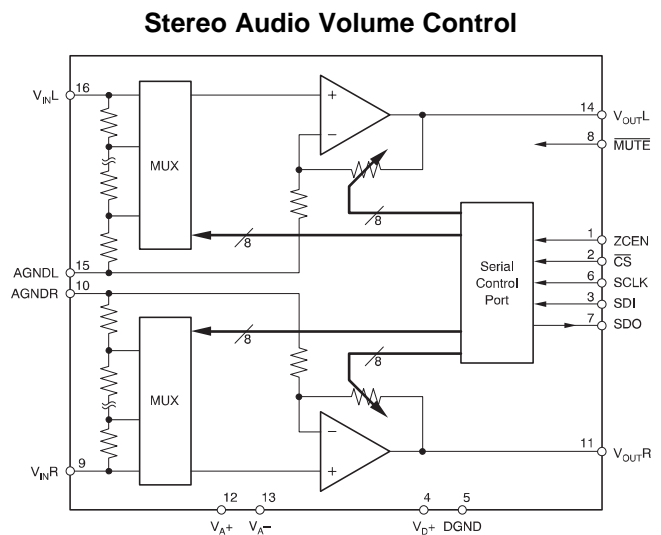 Stereo Audio Volume Control
VINL 16
MUX
+
−
14 VOUTL
8 MUTE
8
8
15
AGNDL
AGNDR
10
Serial
Control
Port
1 ZCEN
2 CS
6 SCLK
3 SDI
7 SDO
8
8
MUX
−
+
VINR 9
11 VOUTR
12 13 4 5
VA+ VA− VD+ DGND